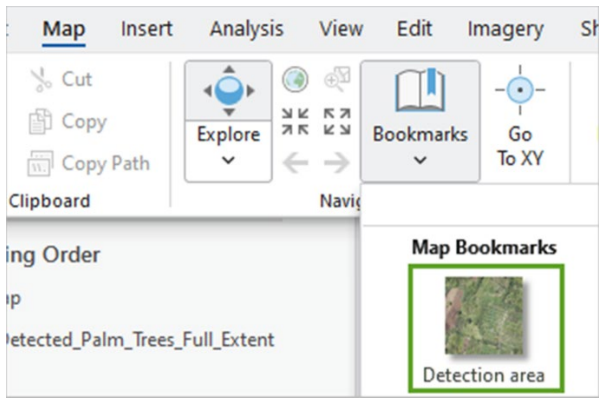 Map Insert Analysis View Edit Imagery
Cut
Copy
Copy Path
Explore
Bookmarks
Go
To XY
Clipboard
Map Bookmarks
Detection area
ing Order
ap
etected_Palm_Trees_Full_Extent